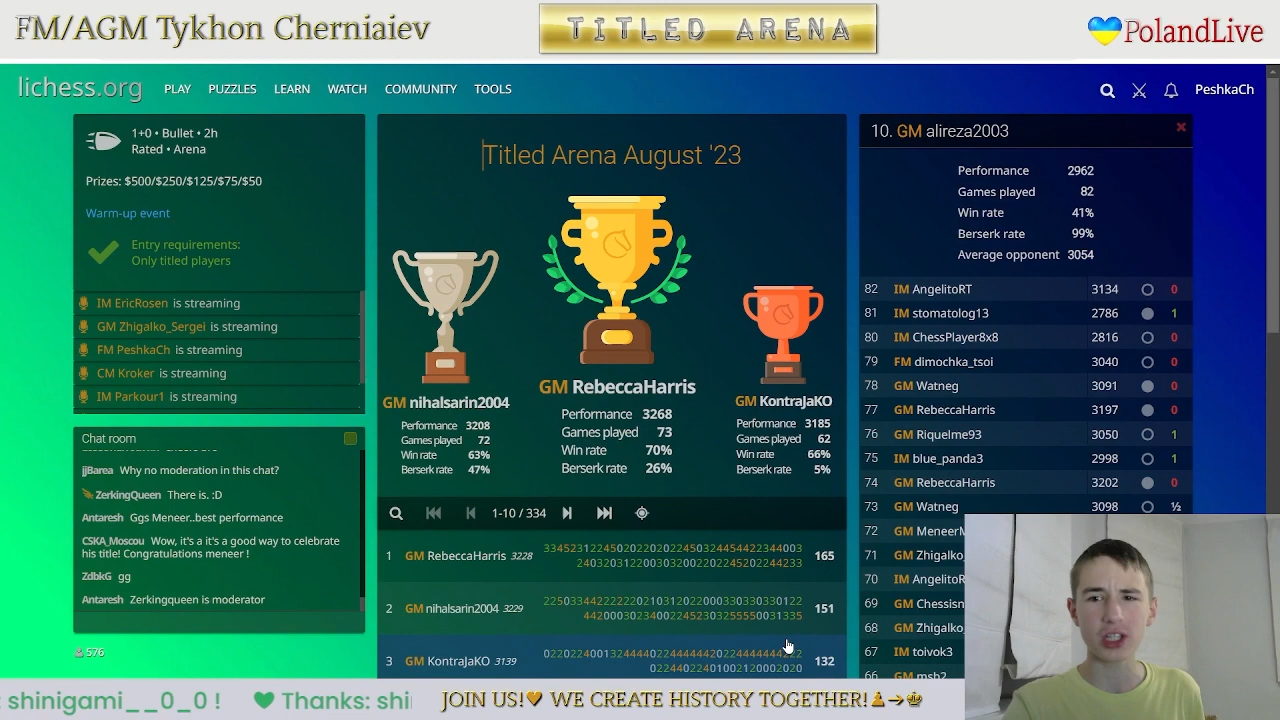 FM/AGM Tykhon Cherniaiev
TITLED ARENA
PolandLive
lichess.org
PLAY PUZZLES LEARN WATCH COMMUNITY TOOLS
PeshkaCh
1+0 • Bullet • 2h
Rated • Arena
Prizes: $500/$250/$125/$75/$50
Warm-up event
Entry requirements:
Only titled players
IM EricRosen is streaming
GM Zhigalko_Sergei is streaming
FM PeshkaCh is streaming
CM Kroker is streaming
IM Parkour1 is streaming
Chat room
jjBarea Why no moderation in this chat?
ZerkingQueen There is. :D
Antaresh Ggs Meneer..best performance
CSKA_Moscou Wow, it's a it's a good way to celebrate
his title! Congratulations meneer !
ZdbkG gg
Antaresh Zerkingqueen is moderator
576
Titled Arena August '23
GM nihalsarin2004
Performance 3208
Games played 72
Win rate 63%
Berserk rate 47%
GM RebeccaHarris
Performance 3268
Games played 73
Win rate 70%
Berserk rate 26%
GM KontraJaKO
Performance 3185
Games played 62
Win rate 66%
Berserk rate 5%
1-10 / 334
1 GM RebeccaHarris 3228 165
2 GM nihalsarin2004 3229 151
3 GM KontraJaKO 3139 132
10. GM alireza2003
Performance 2962
Games played 82
Win rate 41%
Berserk rate 99%
Average opponent 3054
82 IM AngelitoRT 3134 0
81 IM stomatolog13 2786 1
80 IM ChessPlayer8x8 2816 0
79 FM dimochka_tsoi 3040 0
78 GM Watneg 3091 0
77 GM RebeccaHarris 3197 0
76 GM Riquelme93 3050 1
75 GM blue_panda3 2998 1
74 GM RebeccaHarris 3202 0
73 GM Watneg 3098 ½
72 GM MeneerM
71 GM Zhigalko
70 IM AngelitoR
69 GM Chessisn
68 GM Zhigalko
67 IM toivok3
66 GM msb2
shinigami__0_0 ! Thanks: shi
JOIN US! WE CREATE HISTORY TOGETHER!